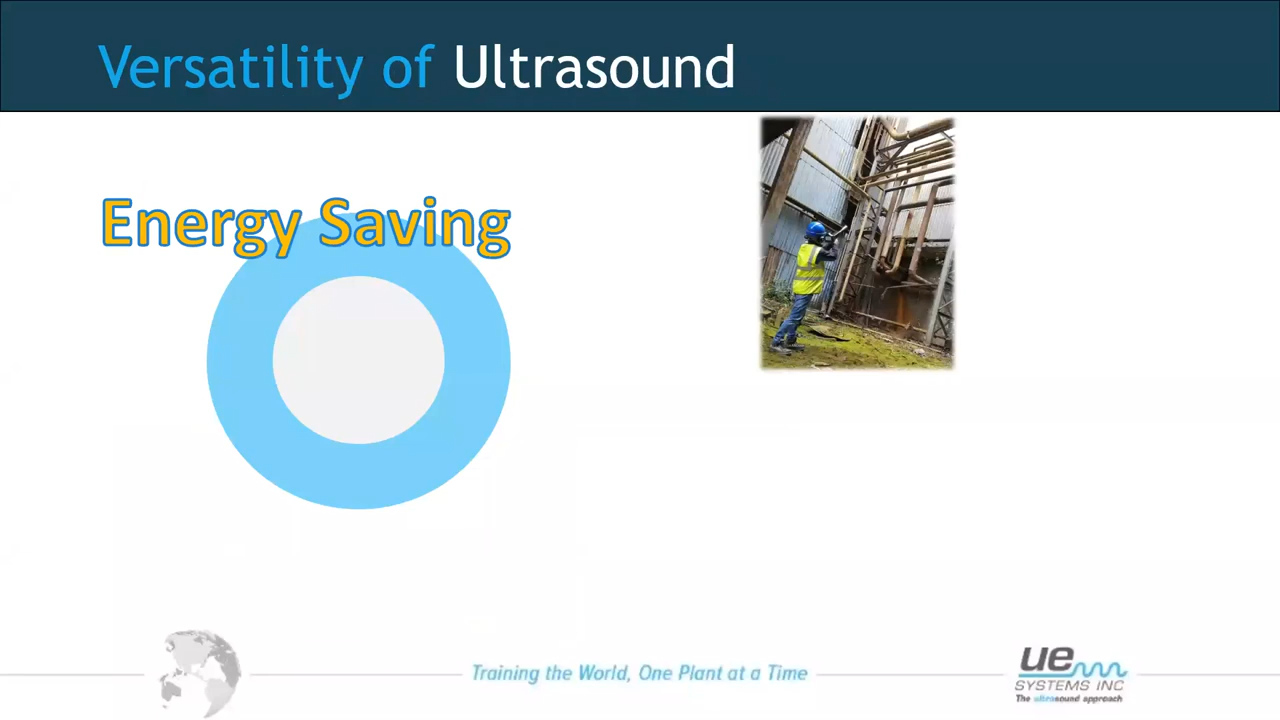 Versatility of Ultrasound
Energy Saving
Training the World, One Plant at a Time
ue
SYSTEMS INC
The ultrasound approach